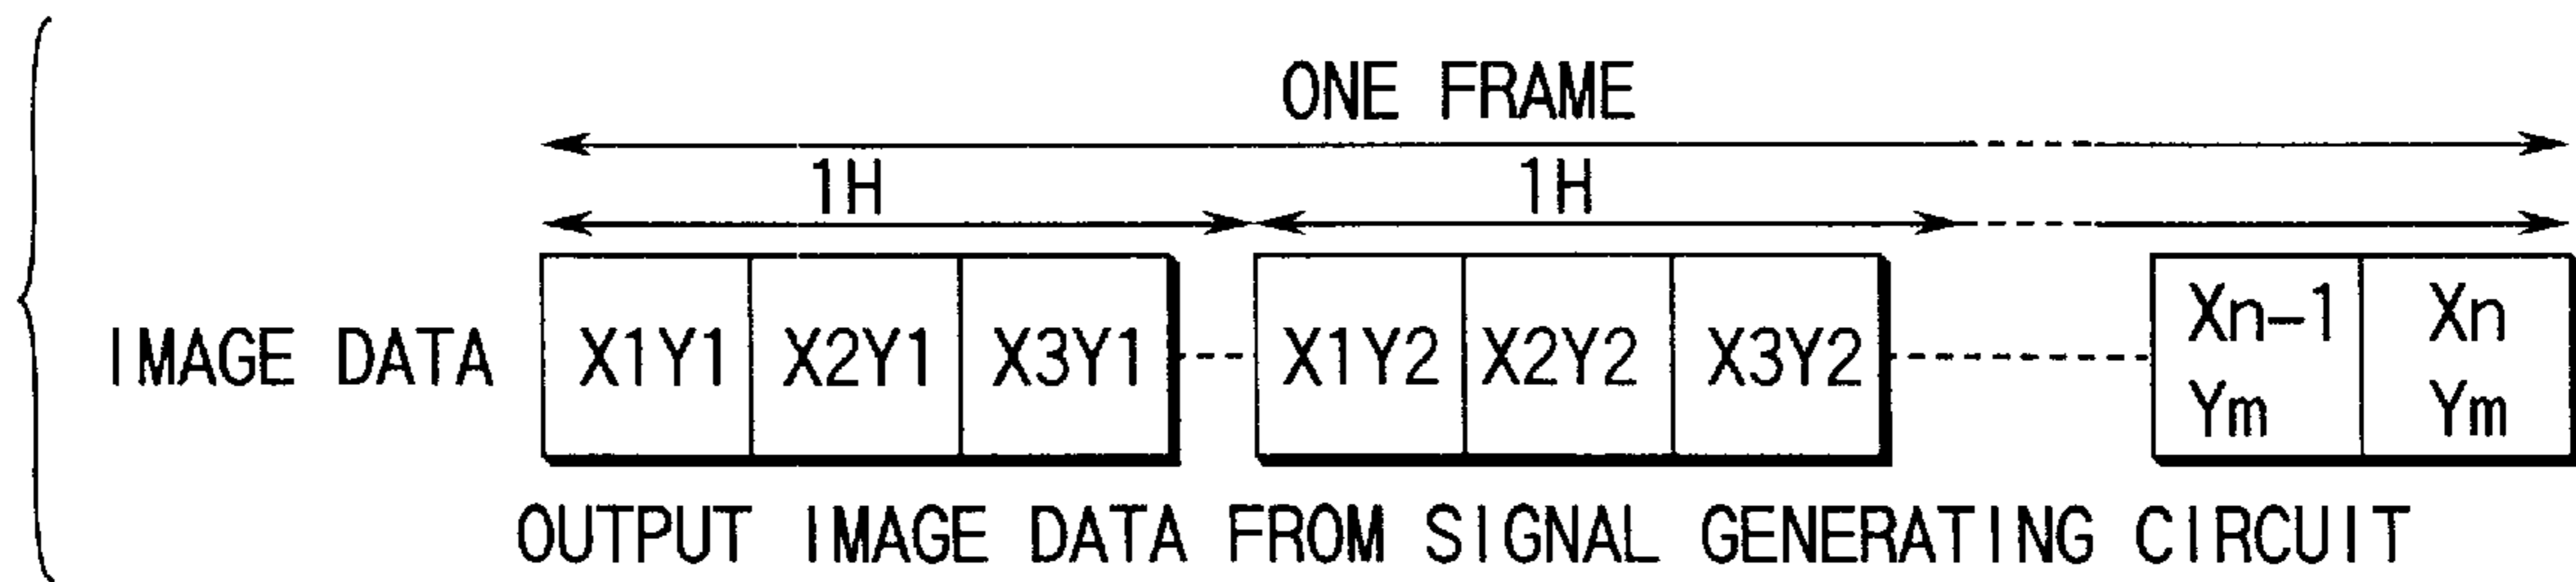 ONE FRAME
1H 1H
IMAGE DATA X1Y1 X2Y1 X3Y1 X1Y2 X2Y2 X3Y2 Xn-1 Ym Xn Ym
OUTPUT IMAGE DATA FROM SIGNAL GENERATING CIRCUIT